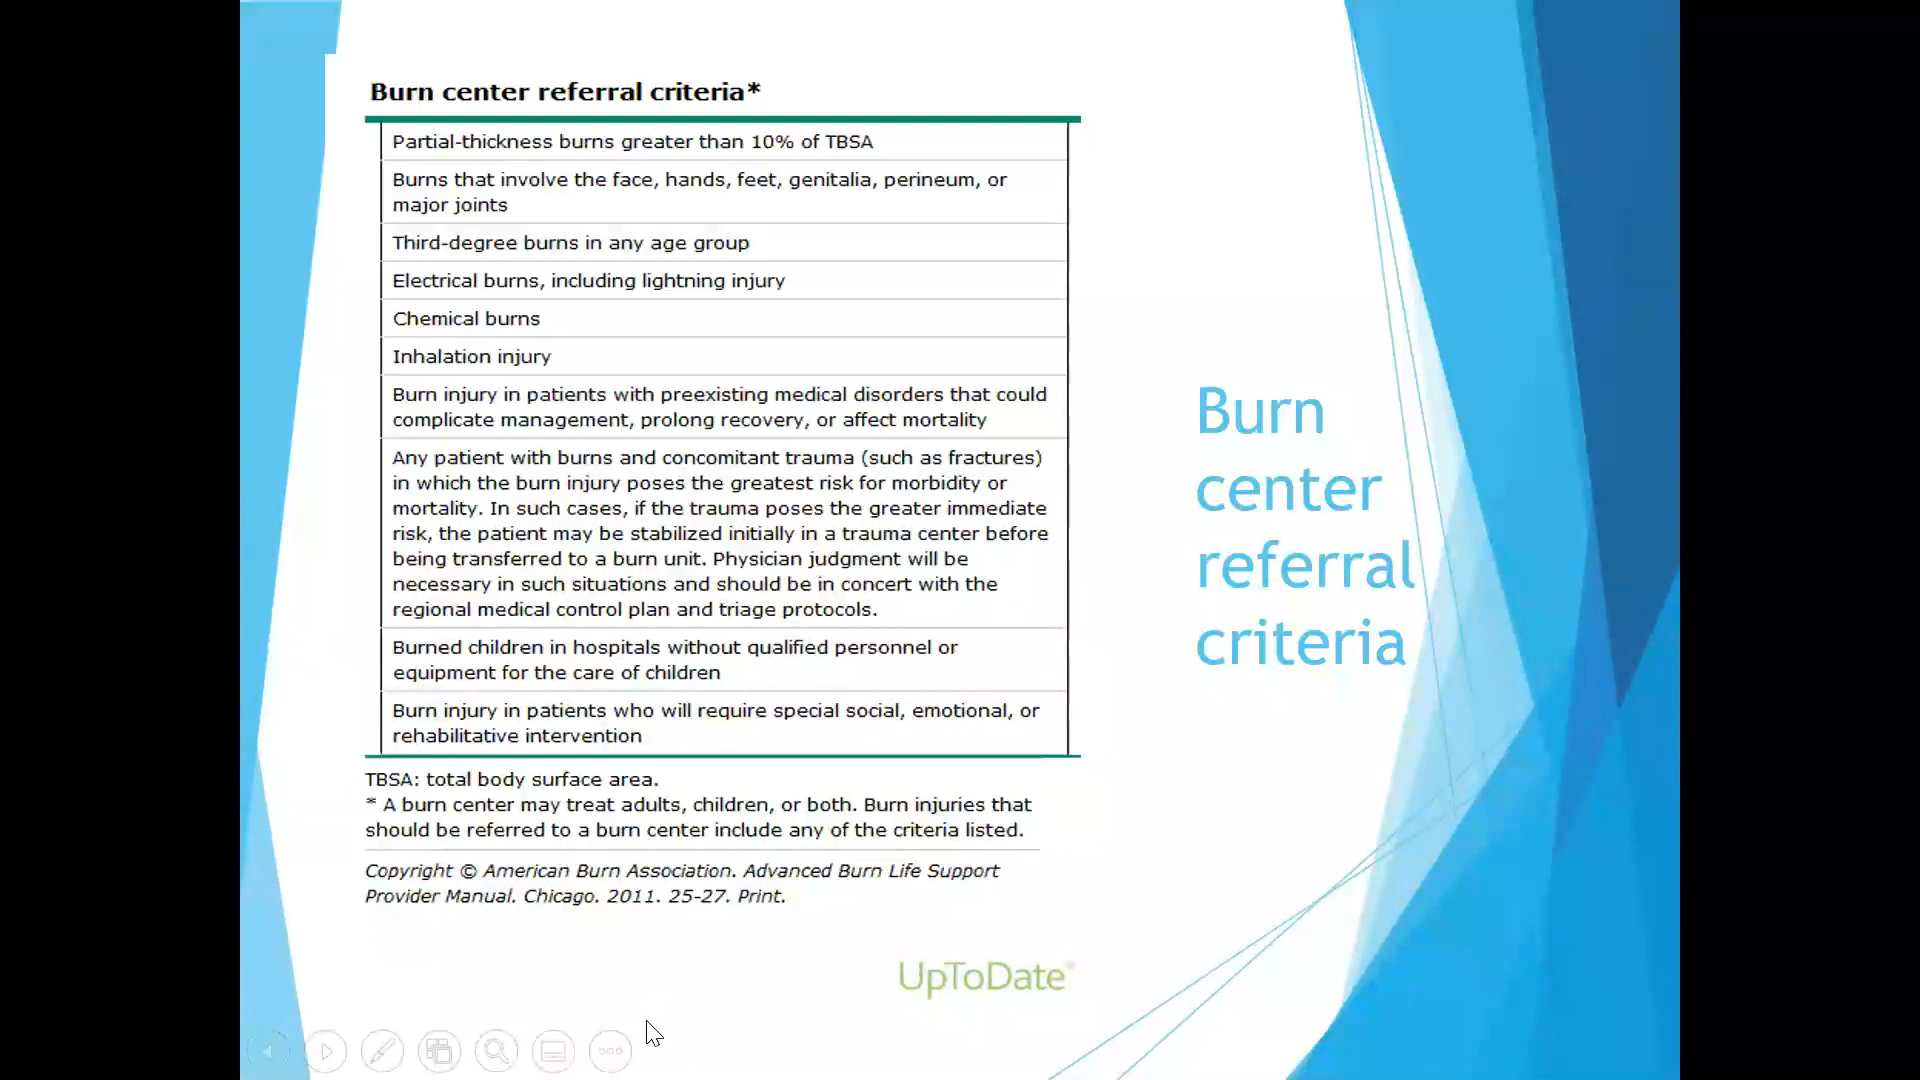 Burn center referral criteria*
Partial-thickness burns greater than 10% of TBSA
Burns that involve the face, hands, feet, genitalia, perineum, or
major joints
Third-degree burns in any age group
Electrical burns, including lightning injury
Chemical burns
Inhalation injury
Burn injury in patients with preexisting medical disorders that could
complicate management, prolong recovery, or affect mortality
Any patient with burns and concomitant trauma (such as fractures)
in which the burn injury poses the greatest risk for morbidity or
mortality. In such cases, if the trauma poses the greater immediate
risk, the patient may be stabilized initially in a trauma center before
being transferred to a burn unit. Physician judgment will be
necessary in such situations and should be in concert with the
regional medical control plan and triage protocols.
Burned children in hospitals without qualified personnel or
equipment for the care of children
Burn injury in patients who will require special social, emotional, or
rehabilitative intervention
TBSA: total body surface area.
* A burn center may treat adults, children, or both. Burn injuries that
should be referred to a burn center include any of the criteria listed.
Copyright © American Burn Association. Advanced Burn Life Support
Provider Manual. Chicago. 2011. 25-27. Print.
UpToDate®
Burn
center
referral
criteria